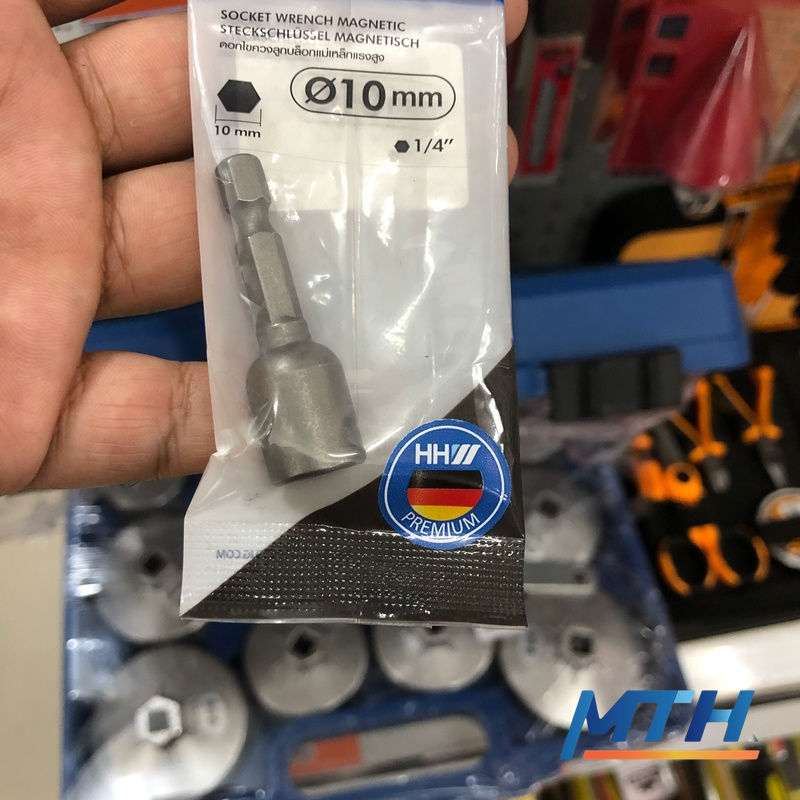 SOCKET WRENCH MAGNETIC
STECKSCHLÜSSEL MAGNETISCH
ดอกไขควงลูกบล็อกแม่เหล็กแรงสูง
Ø10 mm
10 mm
1/4"
HHW
PREMIUM
MTH